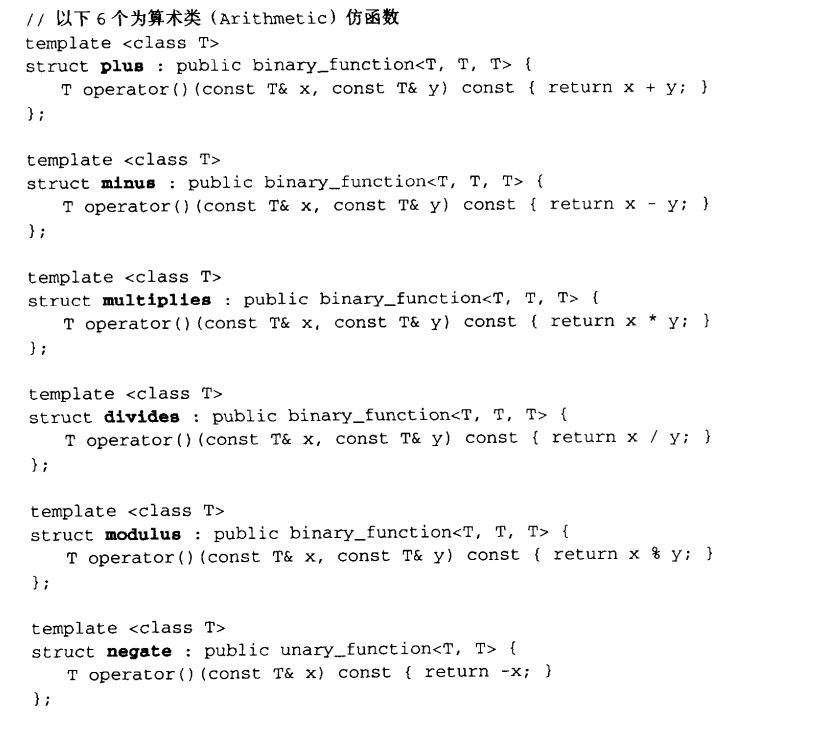 // 以下 6 个为算术类 (Arithmetic) 仿函数
template <class T>
struct plus : public binary_function<T, T, T> {
    T operator()(const T& x, const T& y) const { return x + y; }
};

template <class T>
struct minus : public binary_function<T, T, T> {
    T operator()(const T& x, const T& y) const { return x - y; }
};

template <class T>
struct multiplies : public binary_function<T, T, T> {
    T operator()(const T& x, const T& y) const { return x * y; }
};

template <class T>
struct divides : public binary_function<T, T, T> {
    T operator()(const T& x, const T& y) const { return x / y; }
};

template <class T>
struct modulus : public binary_function<T, T, T> {
    T operator()(const T& x, const T& y) const { return x % y; }
};

template <class T>
struct negate : public unary_function<T, T> {
    T operator()(const T& x) const { return -x; }
};